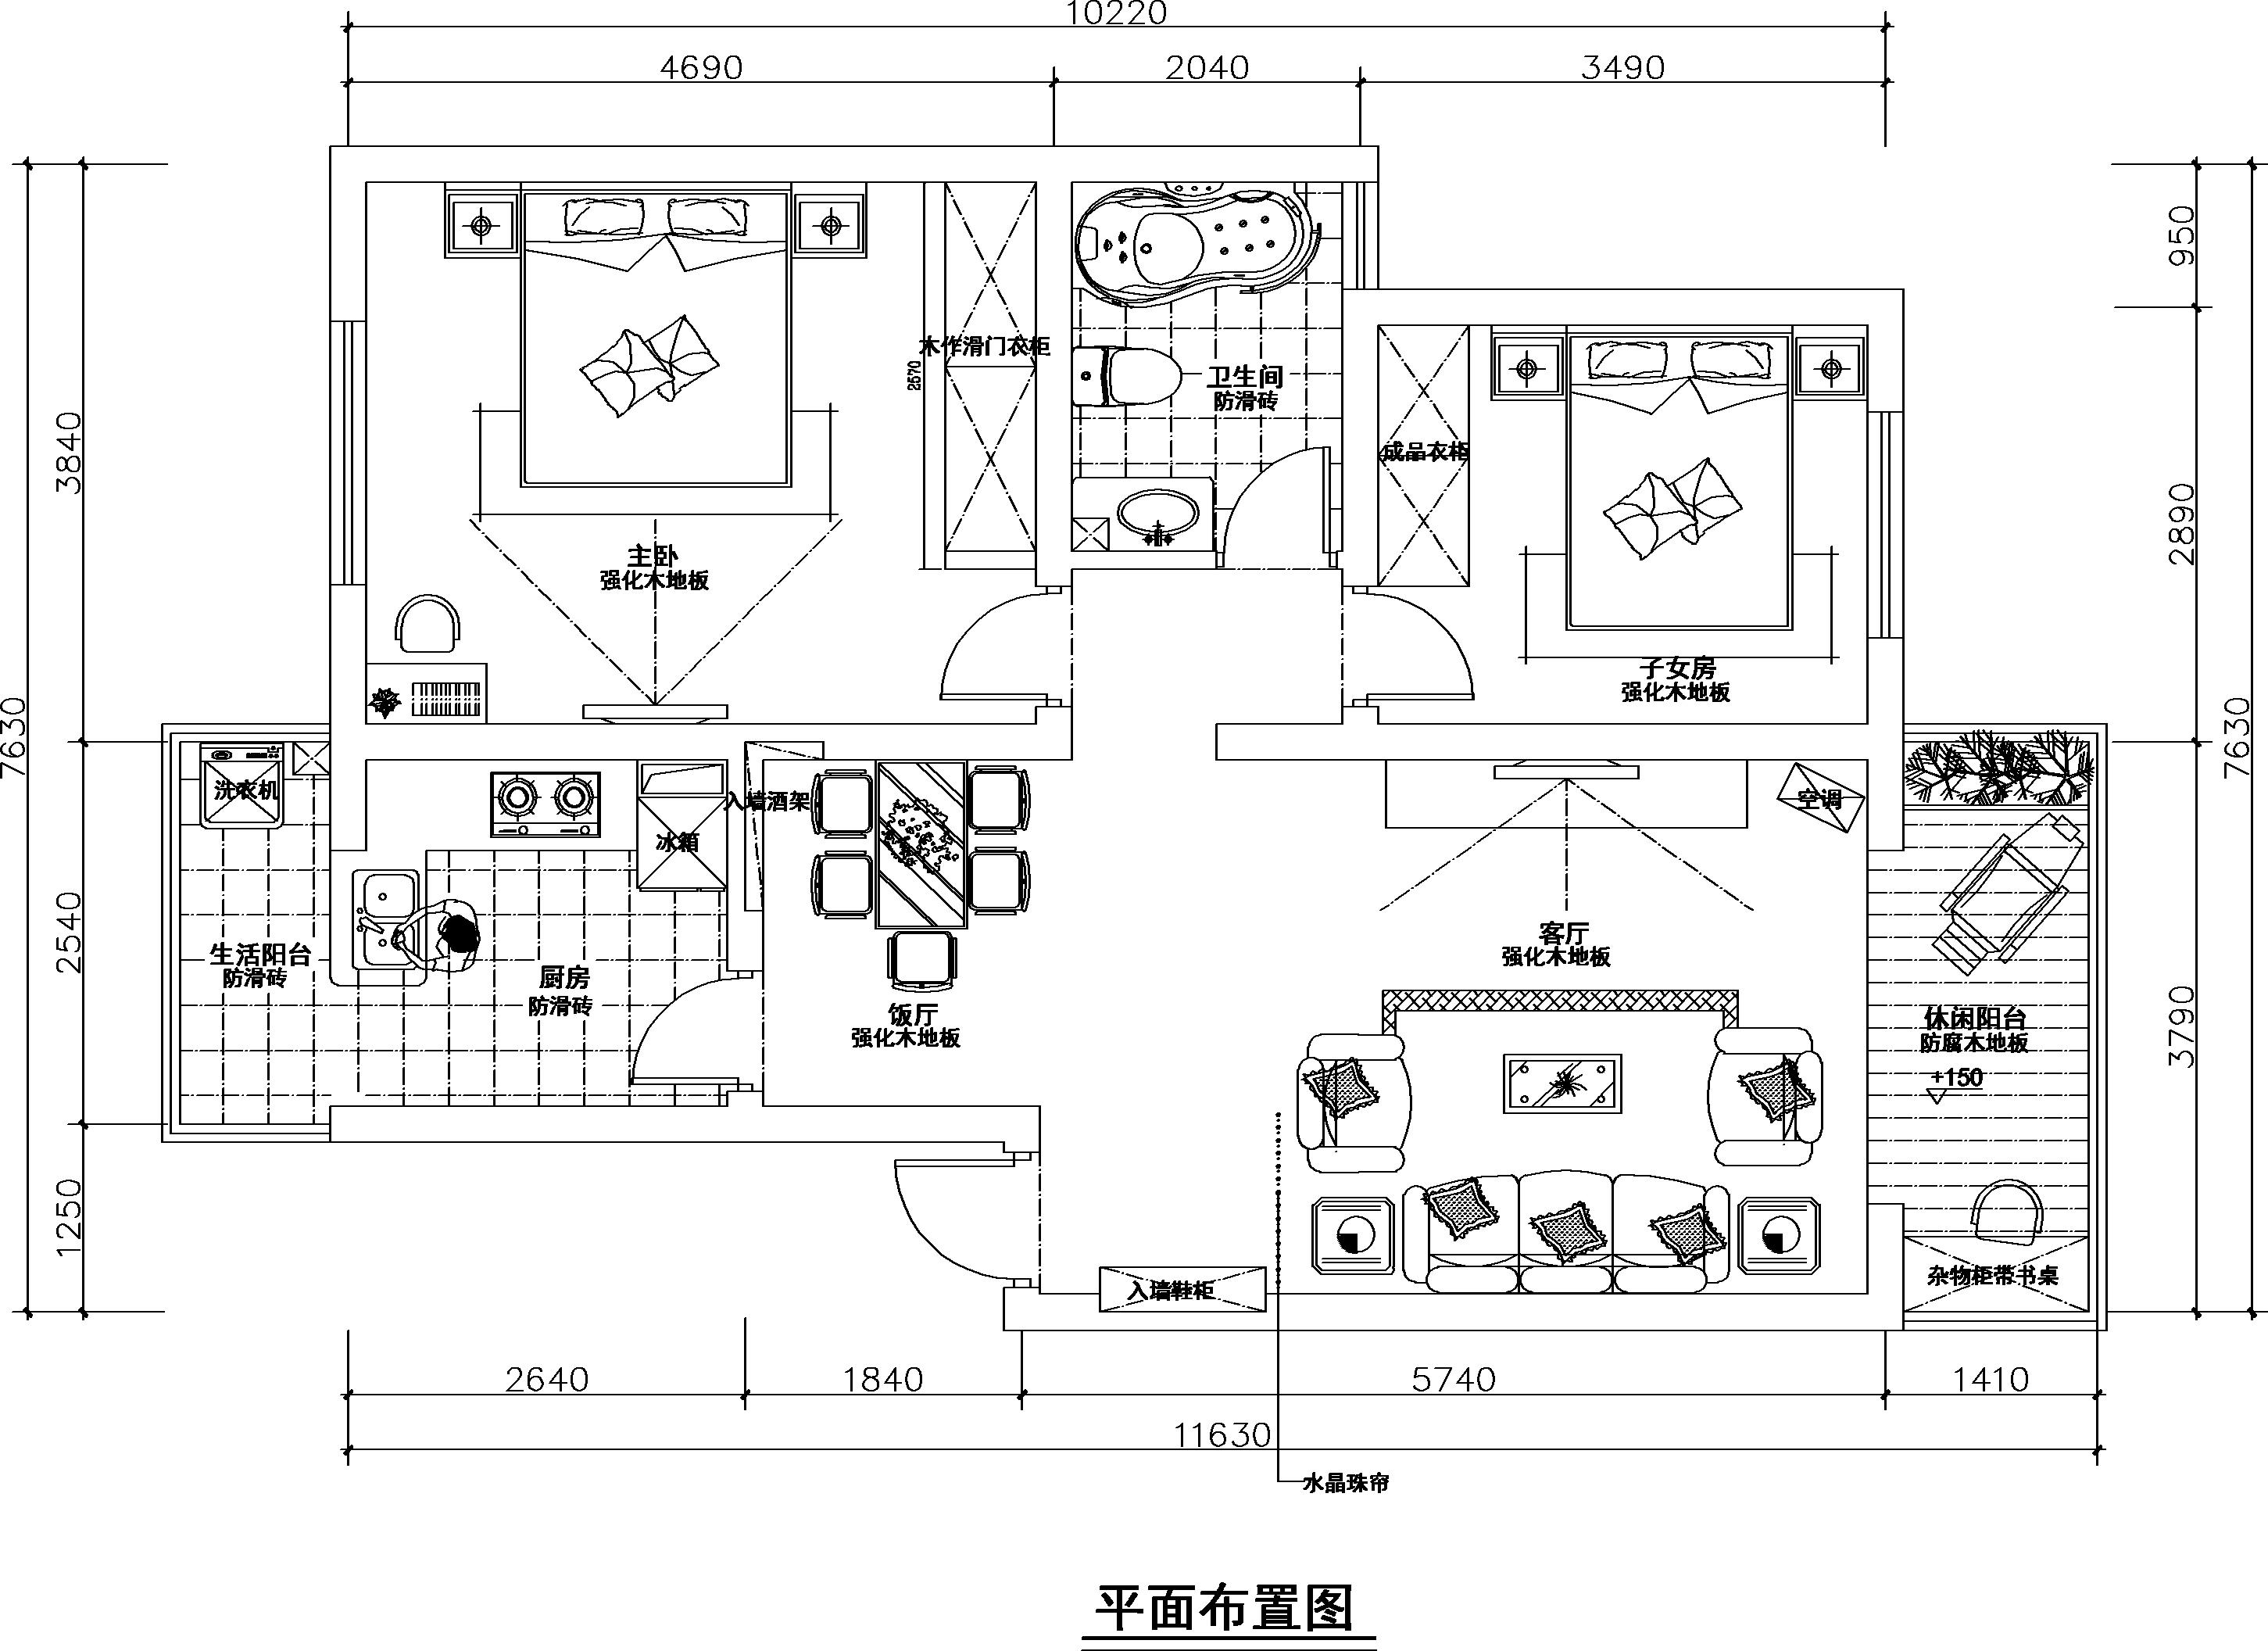 10220
4690
2040
3490
7630
3840
2540
1250
950
2890
3790
7630
木作滑门衣柜
2570
卫生间
防滑砖
成品衣柜
主卧
强化木地板
子女房
强化木地板
洗衣机
冰箱
入墙酒架
空调
生活阳台
防滑砖
厨房
防滑砖
饭厅
强化木地板
客厅
强化木地板
休闲阳台
防腐木地板
+150
入墙鞋柜
杂物柜带书桌
2640
1840
5740
1410
11630
水晶珠帘
平面布置图